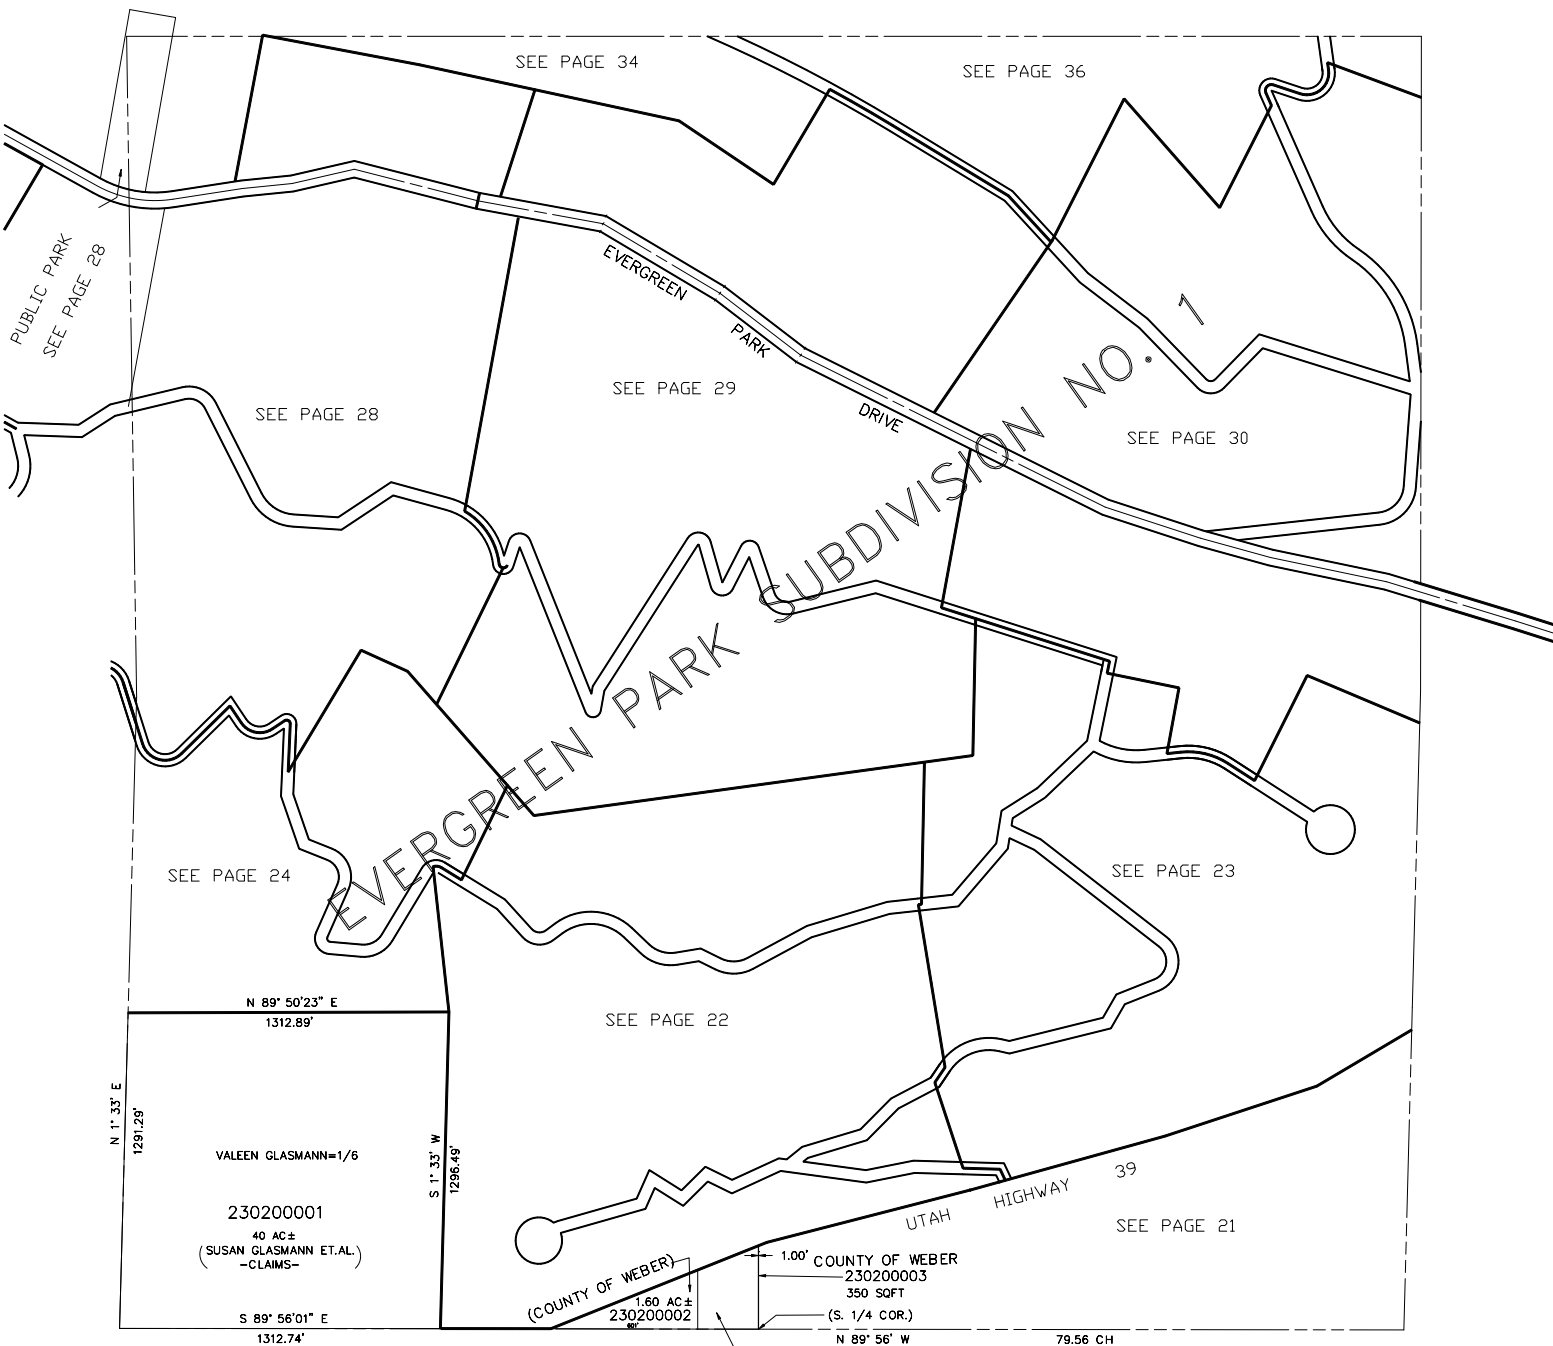 SEE PAGE 34
SEE PAGE 36
PUBLIC PARK
SEE PAGE 28
EVERGREEN
PARK
DRIVE
SEE PAGE 28
SEE PAGE 29
SEE PAGE 30
EVERGREEN PARK SUBDIVISION NO. 1
SEE PAGE 24
SEE PAGE 23
SEE PAGE 22
N 89° 50'23" E
1312.89'
N 1° 33' E
1291.29'
S 1° 33' W
1296.49'
VALEEN GLASMANN=1/6
230200001
40 AC±
(SUSAN GLASMANN ET.AL.)
-CLAIMS-
S 89° 56'01" E
1312.74'
UTAH HIGHWAY 39
SEE PAGE 21
(COUNTY OF WEBER)
1.60 AC±
230200002
1.00'
COUNTY OF WEBER
230200003
350 SQFT
(S. 1/4 COR.)
N 89° 56' W
79.56 CH